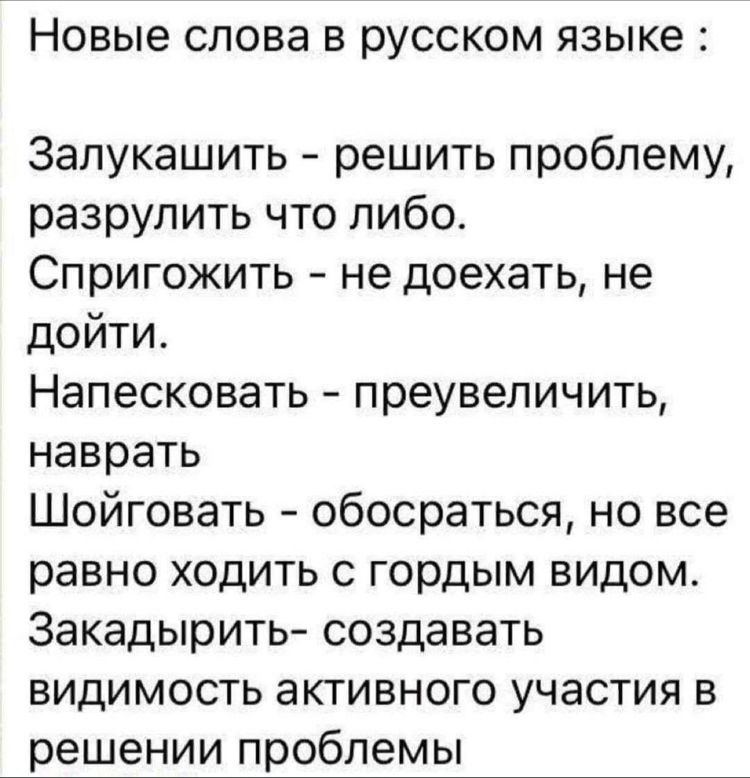 Новые слова в русском языке :
Залукашить - решить проблему,
разрулить что либо.
Спригожить - не доехать, не
дойти.
Напесковать - преувеличить,
наврать
Шойговать - обосраться, но все
равно ходить с гордым видом.
Закадырить- создавать
видимость активного участия в
решении проблемы